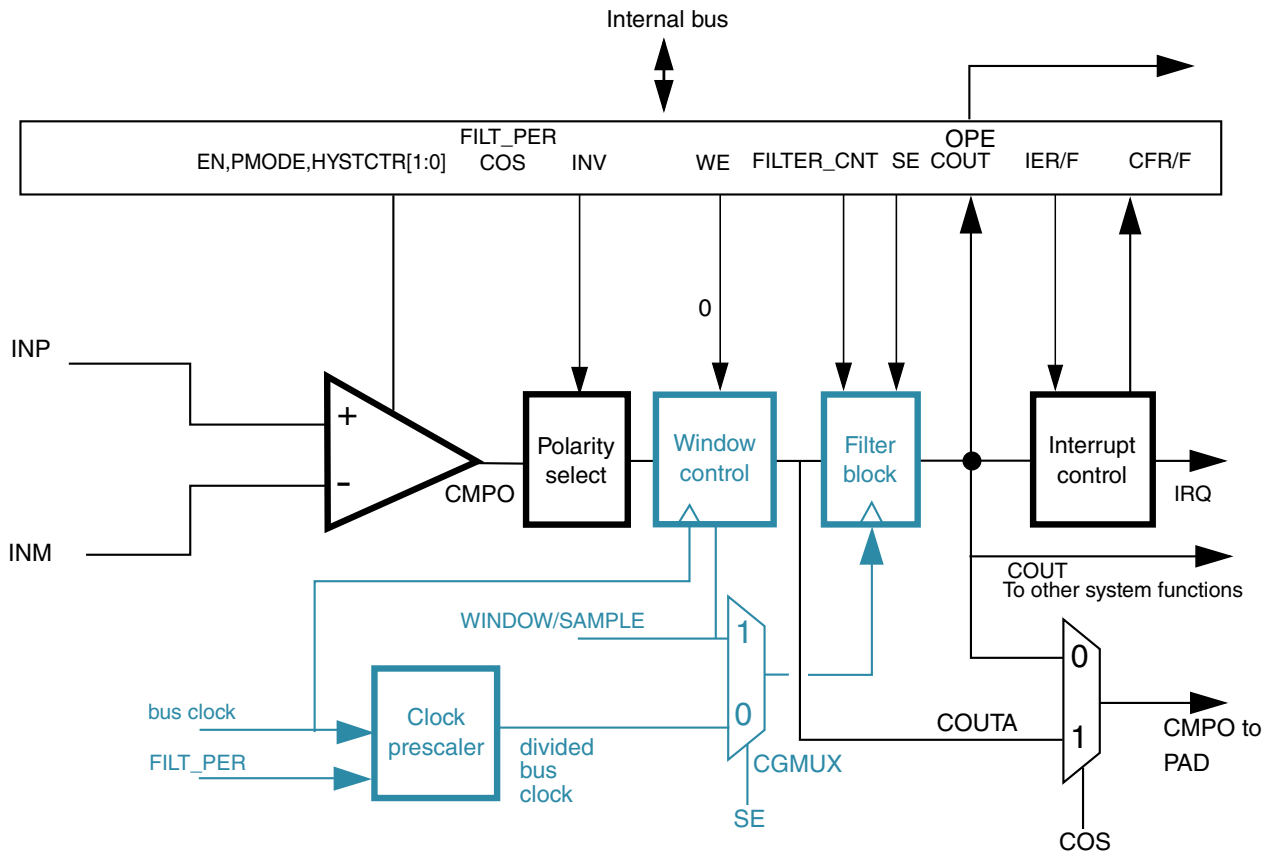 Internal bus
FILT_PER
OPE
EN,PMODE,HYSTCTR[1:0]
COS
INV
WE
FILTER_CNT
SE
COUT
IER/F
CFR/F
0
INP
+
-
INM
CMPO
Polarity
select
Window
control
Filter
block
Interrupt
control
IRQ
COUT
To other system functions
WINDOW/SAMPLE
1
0
bus clock
FILT_PER
Clock
prescaler
divided
bus
clock
CGMUX
SE
COUTA
0
1
CMPO to
PAD
COS